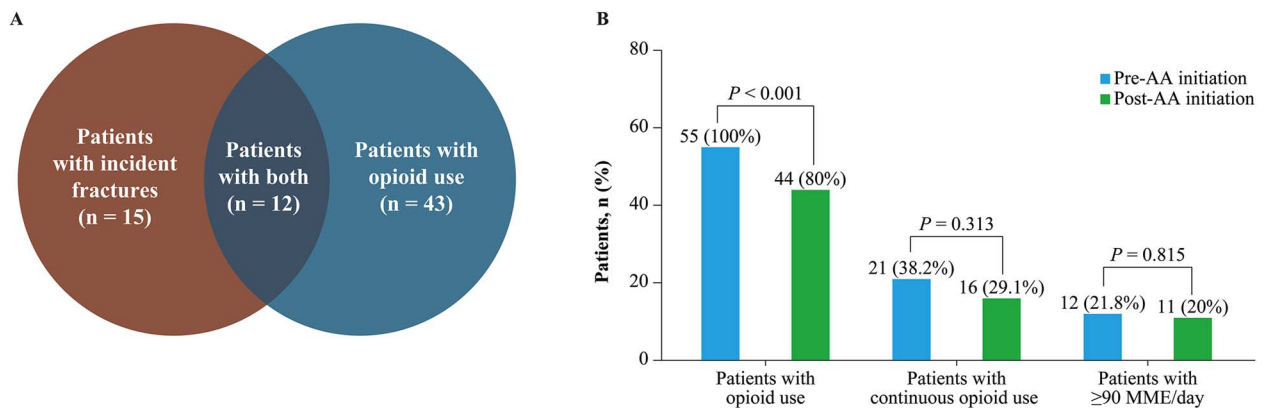 A
Patients
with incident
fractures
(n = 15)
Patients
with both
(n = 12)
Patients with
opioid use
(n = 43)
B
Patients, n (%)
80
60
40
20
0
Pre-AA initiation
Post-AA initiation
P < 0.001
55 (100%)
44 (80%)
P = 0.313
21 (38.2%)
16 (29.1%)
P = 0.815
12 (21.8%)
11 (20%)
Patients with
opioid use
Patients with
continuous opioid use
Patients with
≥90 MME/day